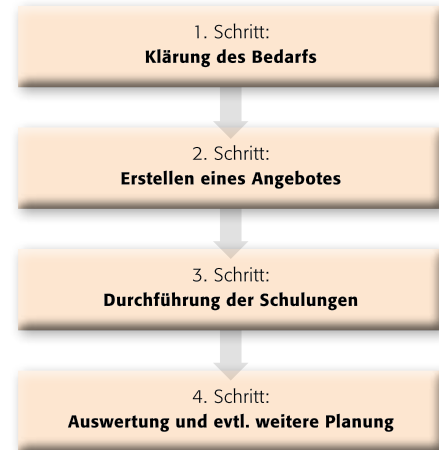 1. Schritt:
Klärung des Bedarfs
2. Schritt:
Erstellen eines Angebotes
3. Schritt:
Durchführung der Schulungen
4. Schritt:
Auswertung und evtl. weitere Planung